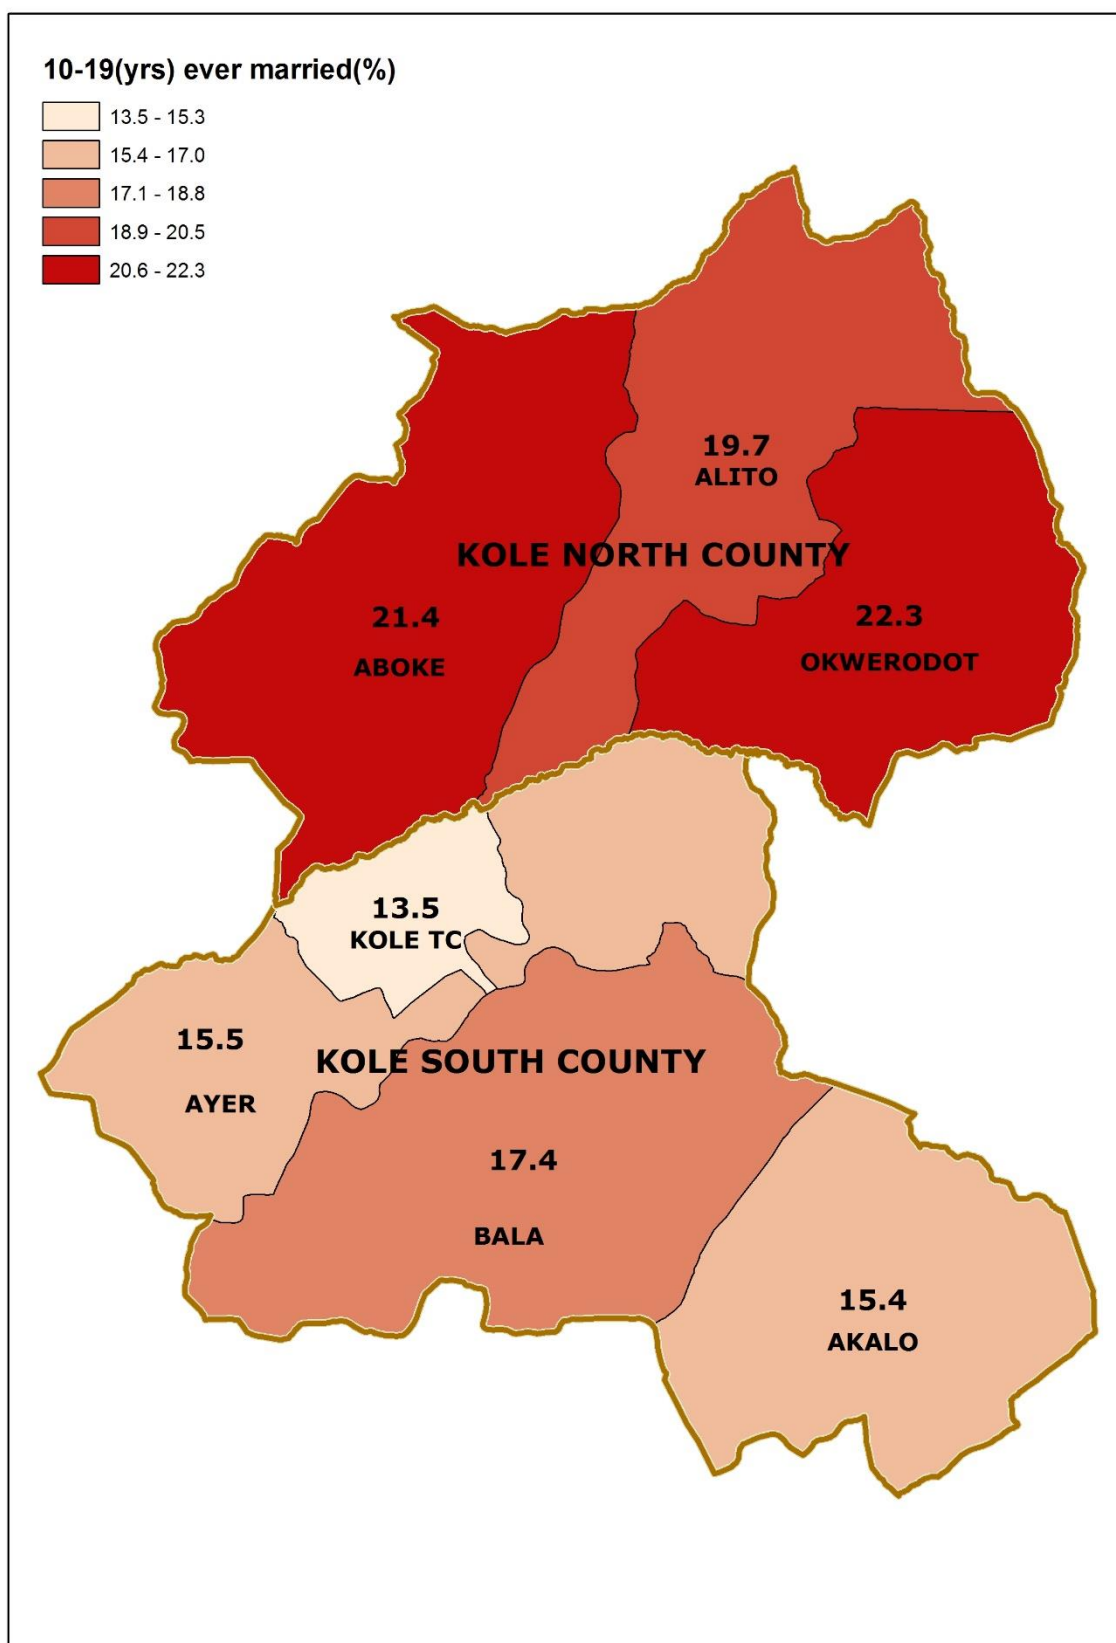 10-19(yrs) ever married(%)
13.5 - 15.3
15.4 - 17.0
17.1 - 18.8
18.9 - 20.5
20.6 - 22.3
19.7
ALITO
KOLE NORTH COUNTY
21.4
ABOKE
22.3
OKWERODOT
13.5
KOLE TC
15.5
AYER
KOLE SOUTH COUNTY
17.4
BALA
15.4
AKALO